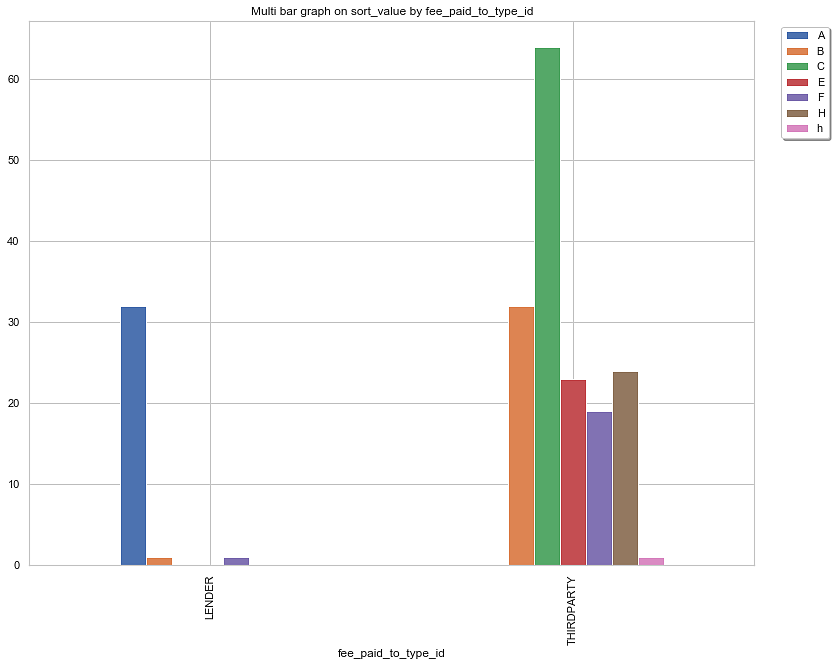 Multi bar graph on sort_value by fee_paid_to_type_id
A
B
C
E
F
H
h
60
50
40
30
20
10
0
LENDER
THIRDPARTY
fee_paid_to_type_id